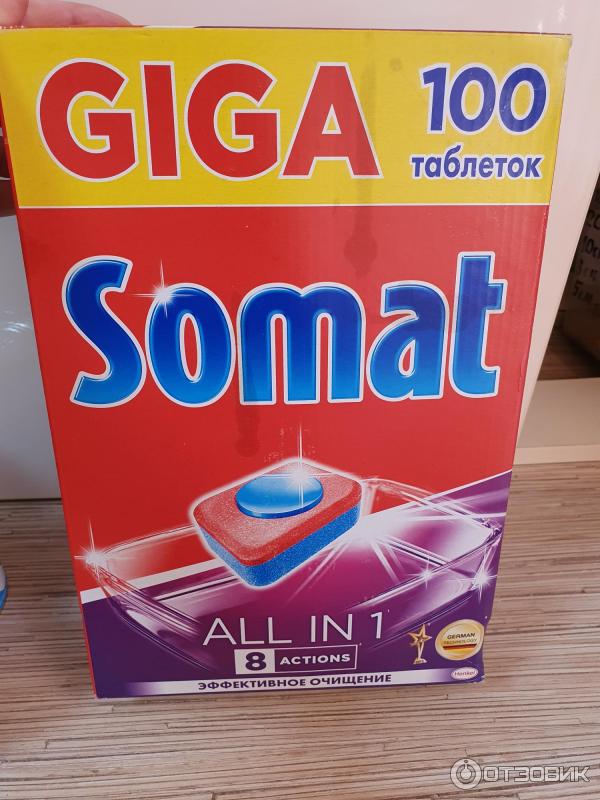 GIGA
100
таблеток
Somat
ALL IN 1
8 ACTIONS
ЭФФЕКТИВНОЕ ОЧИЩЕНИЕ
GERMAN
TECHNOLOGY
Henkel
ОТЗОВИК